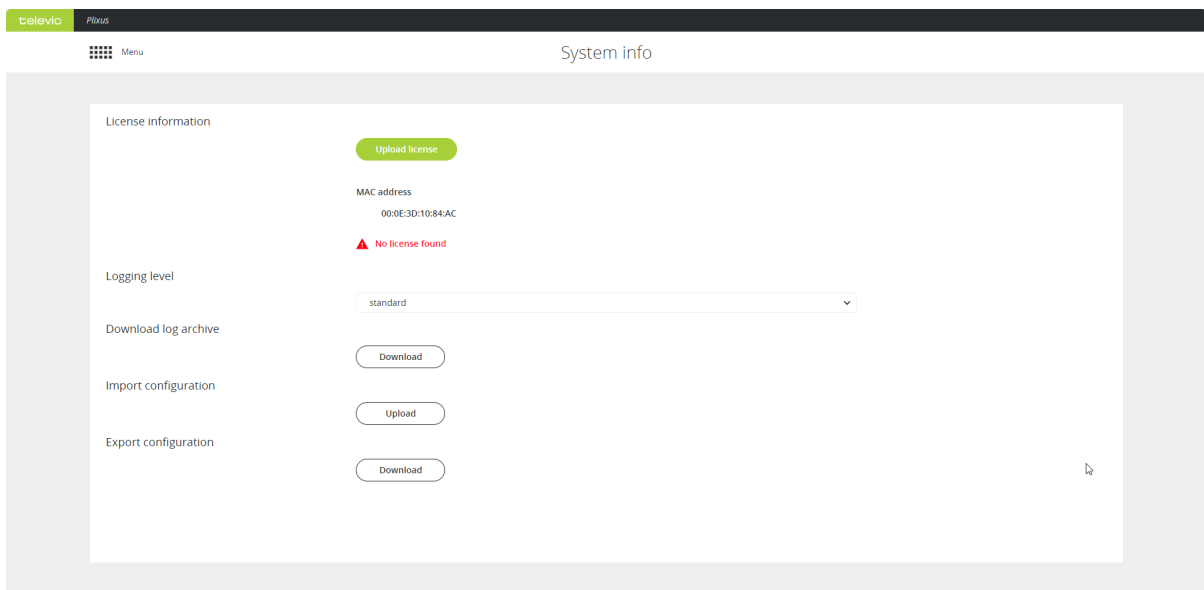 televic Plixus
Menu
System info
License information
Upload license
MAC address
00:0E:3D:10:84:AC
No license found
Logging level
standard
Download log archive
Download
Import configuration
Upload
Export configuration
Download